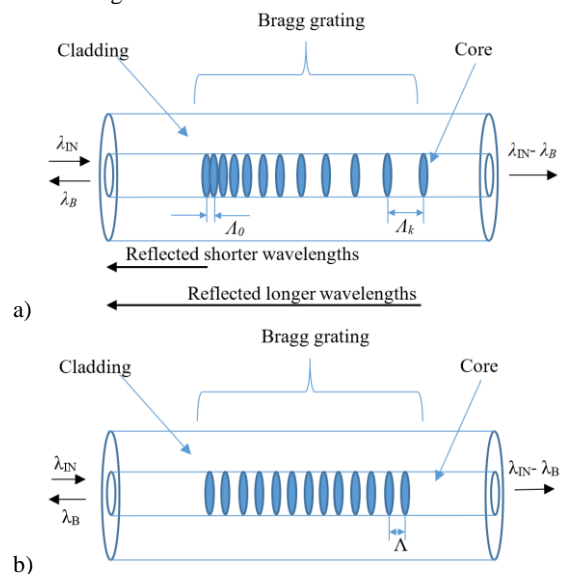 Bragg grating
Cladding
Core
λIN
λB
λIN- λB
Λ0
Λk
Reflected shorter wavelengths
Reflected longer wavelengths
a)
Bragg grating
Cladding
Core
λIN
λB
λIN- λB
Λ
b)